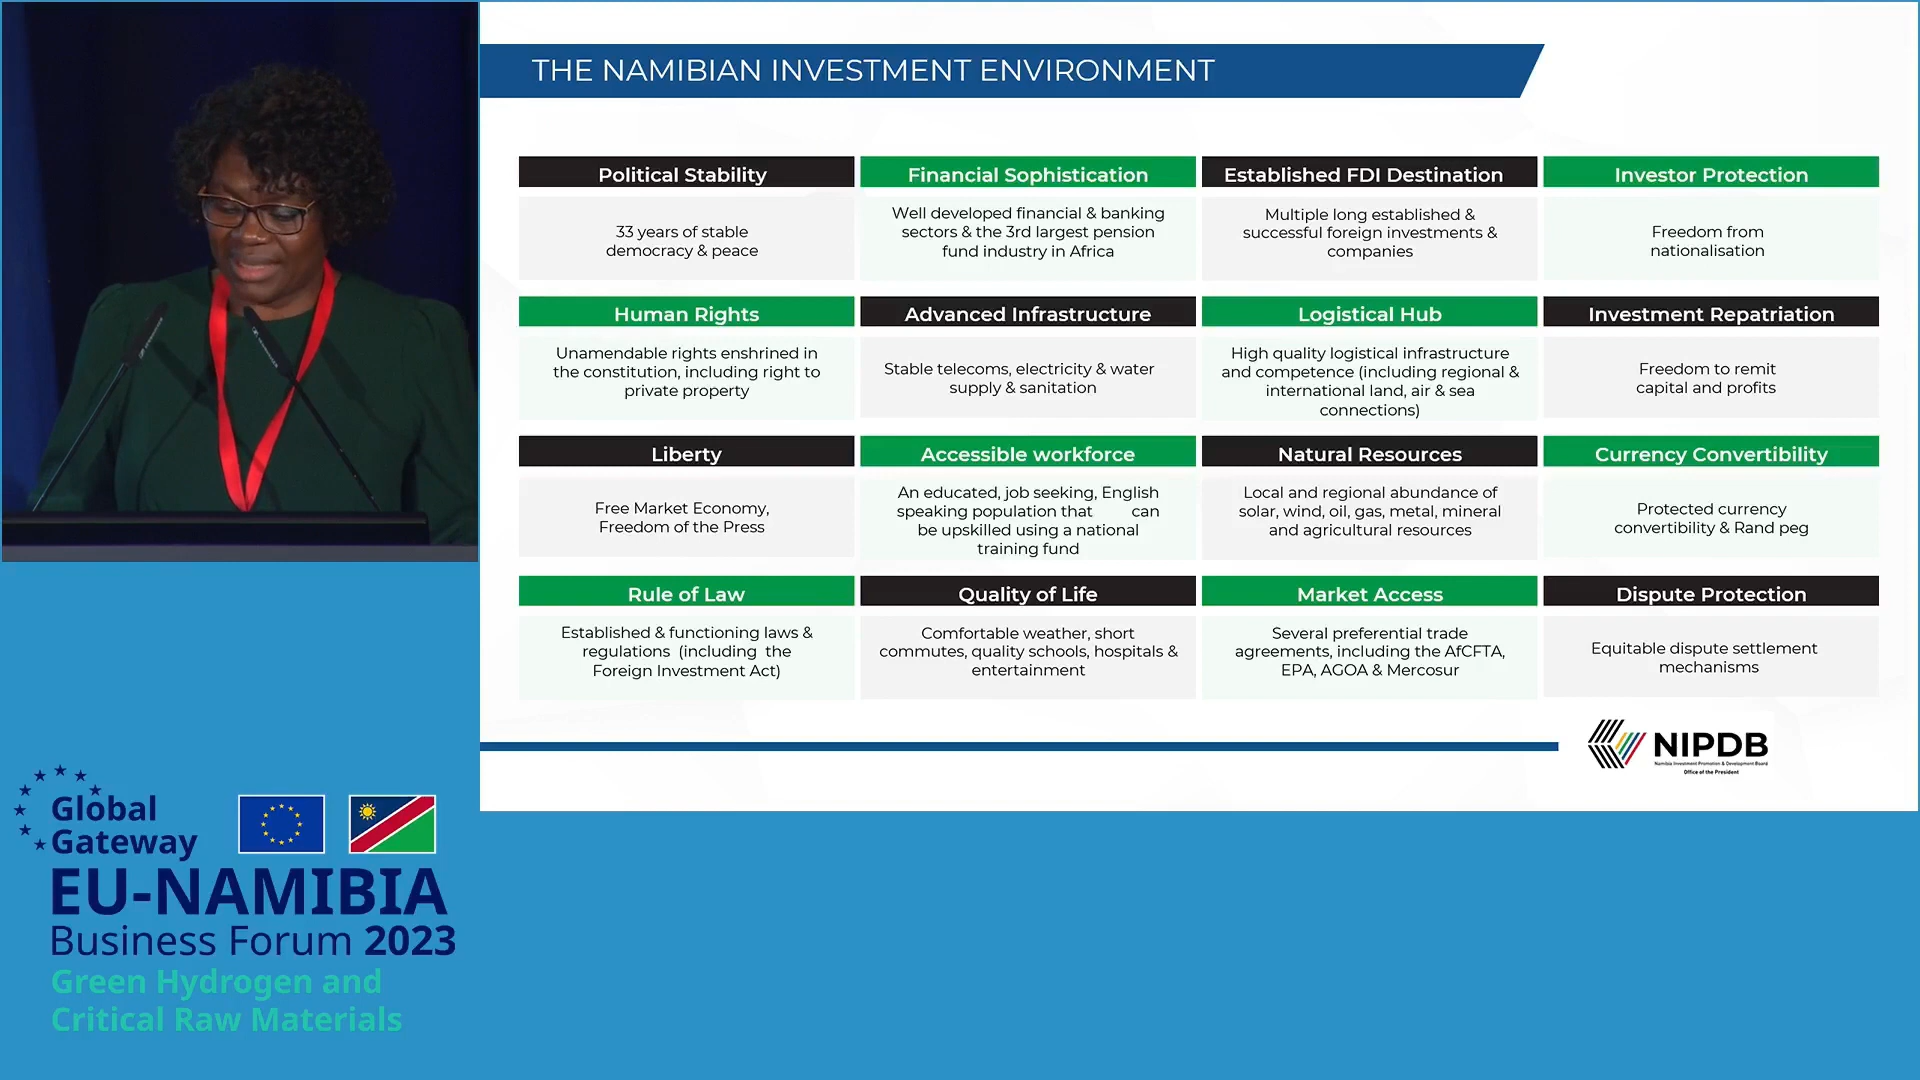 THE NAMIBIAN INVESTMENT ENVIRONMENT
Political Stability
33 years of stable
democracy & peace
Financial Sophistication
Well developed financial & banking
sectors & the 3rd largest pension
fund industry in Africa
Established FDI Destination
Multiple long established &
successful foreign investments &
companies
Investor Protection
Freedom from
nationalisation
Human Rights
Unamendable rights enshrined in
the constitution, including right to
private property
Advanced Infrastructure
Stable telecoms, electricity & water
supply & sanitation
Logistical Hub
High quality logistical infrastructure
and competence (including regional &
international land, air & sea
connections)
Investment Repatriation
Freedom to remit
capital and profits
Liberty
Free Market Economy,
Freedom of the Press
Accessible workforce
An educated, job seeking, English
speaking population that can
be upskilled using a national
training fund
Natural Resources
Local and regional abundance of
solar, wind, oil, gas, metal, mineral
and agricultural resources
Currency Convertibility
Protected currency
convertibility & Rand peg
Rule of Law
Established & functioning laws &
regulations (including the
Foreign Investment Act)
Quality of Life
Comfortable weather, short
commutes, quality schools, hospitals &
entertainment
Market Access
Several preferential trade
agreements, including the AfCFTA,
EPA, AGOA & Mercosur
Dispute Protection
Equitable dispute settlement
mechanisms
NIPDB
Namibia Investment Promotion & Development Board
Office of the President
Global
Gateway
EU-NAMIBIA
Business Forum 2023
Green Hydrogen and
Critical Raw Materials